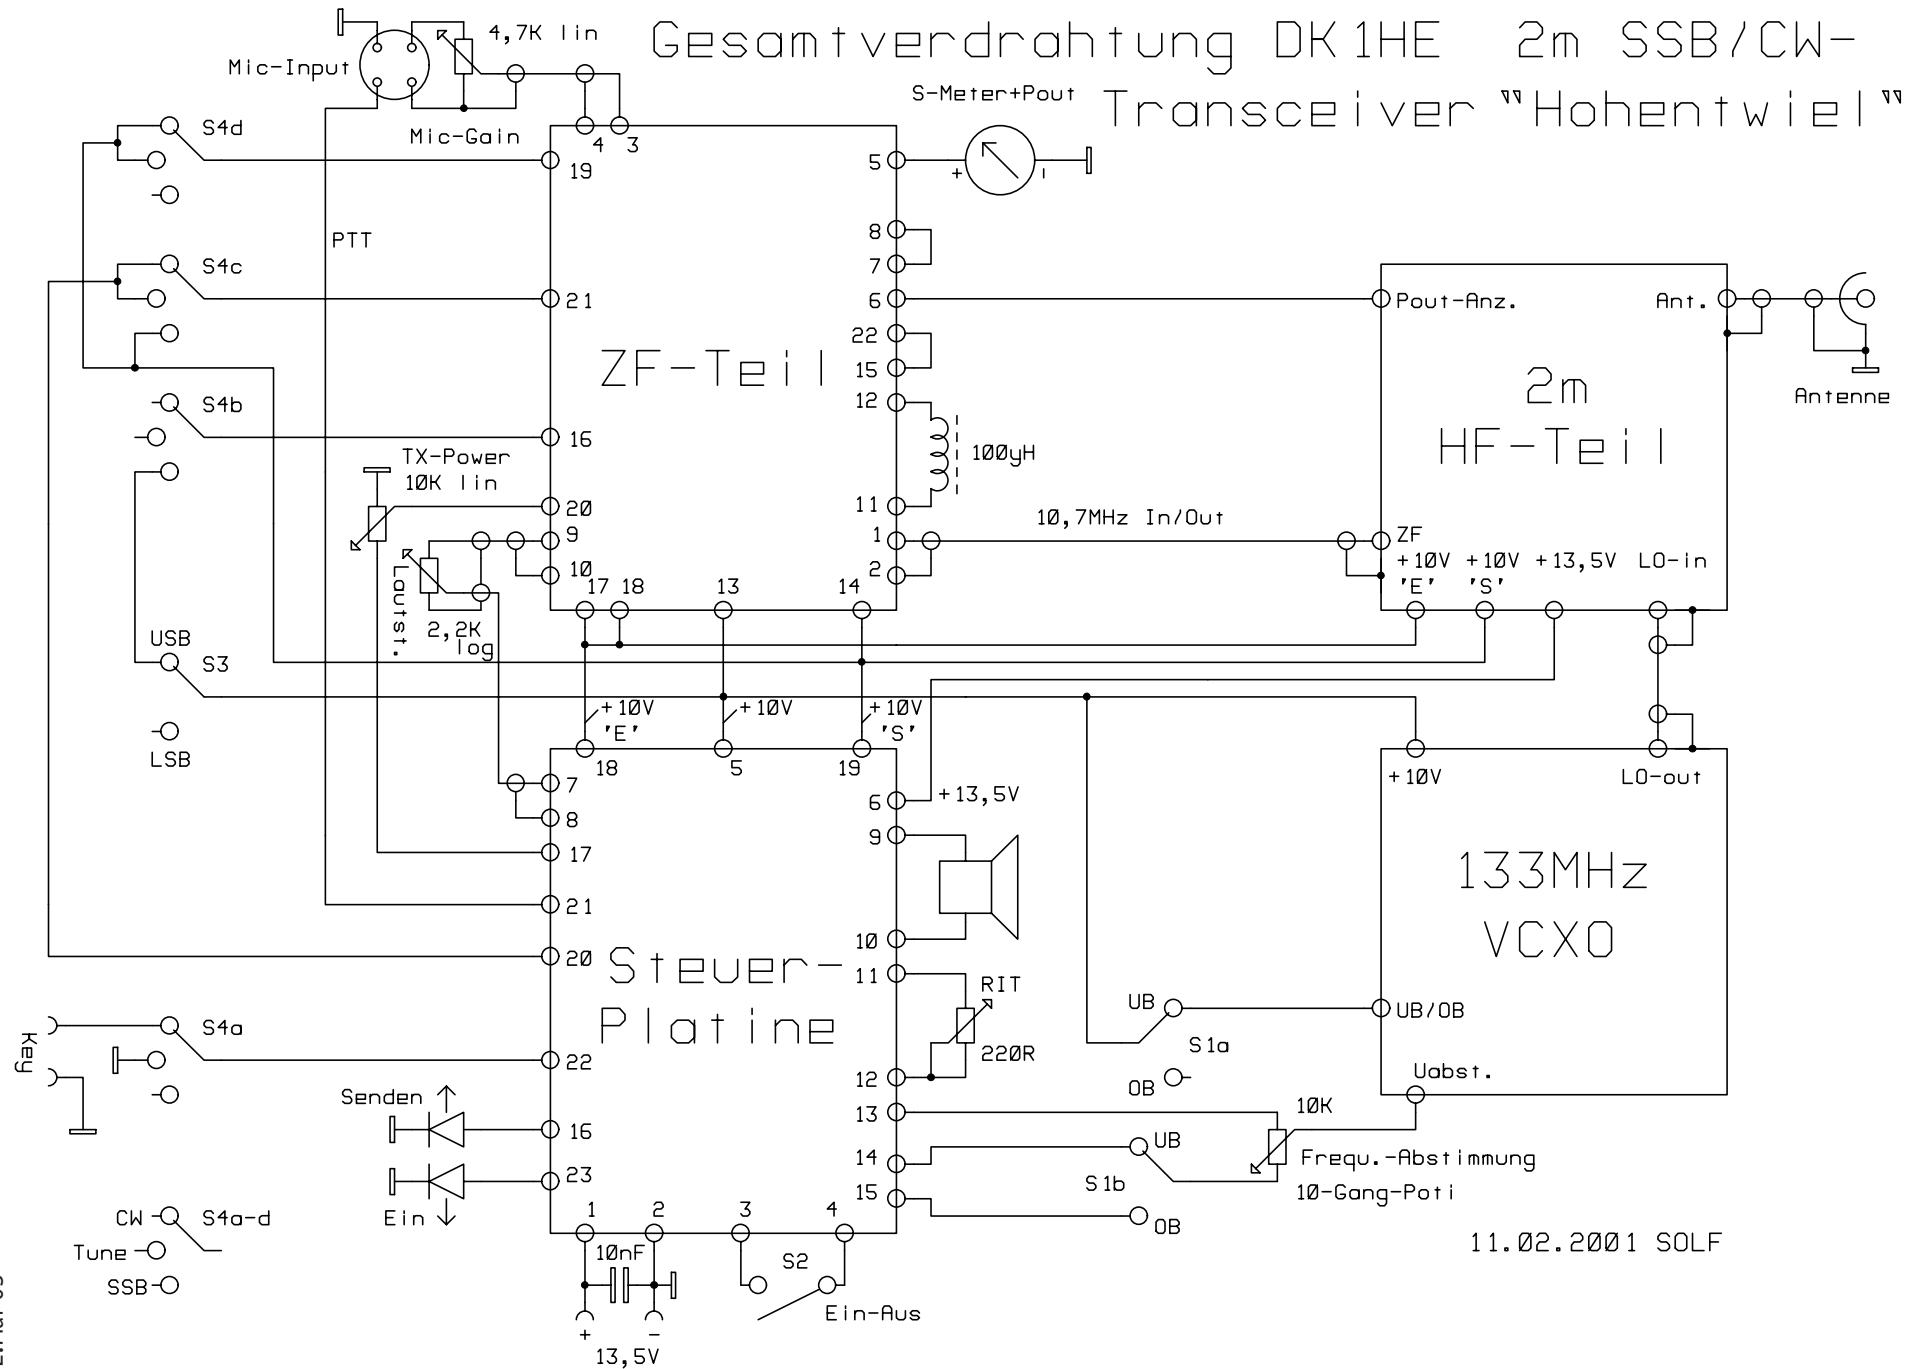 Gesamtverdrahtung DK1HE 2m SSB/CW-
Transceiver "Hohentwiel"
4,7K lin
Mic-Input
Mic-Gain
S-Meter+Pout
+ -
S4d
19
4 3
5
PTT
8
7
S4c
21
6
Pout-Anz.
Ant.
22
15
ZF-Teil
2m
HF-Teil
Antenne
12
S4b
16
100yH
TX-Power
10K lin
20
11
9
10
1
2
10,7MHz In/Out
ZF
+10V +10V +13,5V LO-in
'E' 'S'
Lautst.
2,2K
log
17 18 13 14
USB
S3
LSB
+10V
'E'
+10V
+10V
'S'
18 5 19
+10V
LO-out
7
8
6
+13,5V
9
17
133MHz
VCXO
21
10
20
Steuer-
Platine
11
RIT
220R
UB
UB/OB
S1a
OB
Key
S4a
22
12
Uabst.
Senden
16
13
10K
14
UB
Frequ.-Abstimmung
10-Gang-Poti
23
15
S1b
OB
Ein
CW
S4a-d
Tune
SSB
1 2 3 4
10nF
S2
Ein-Aus
+ -
13,5V
11.02.2001 SOLF